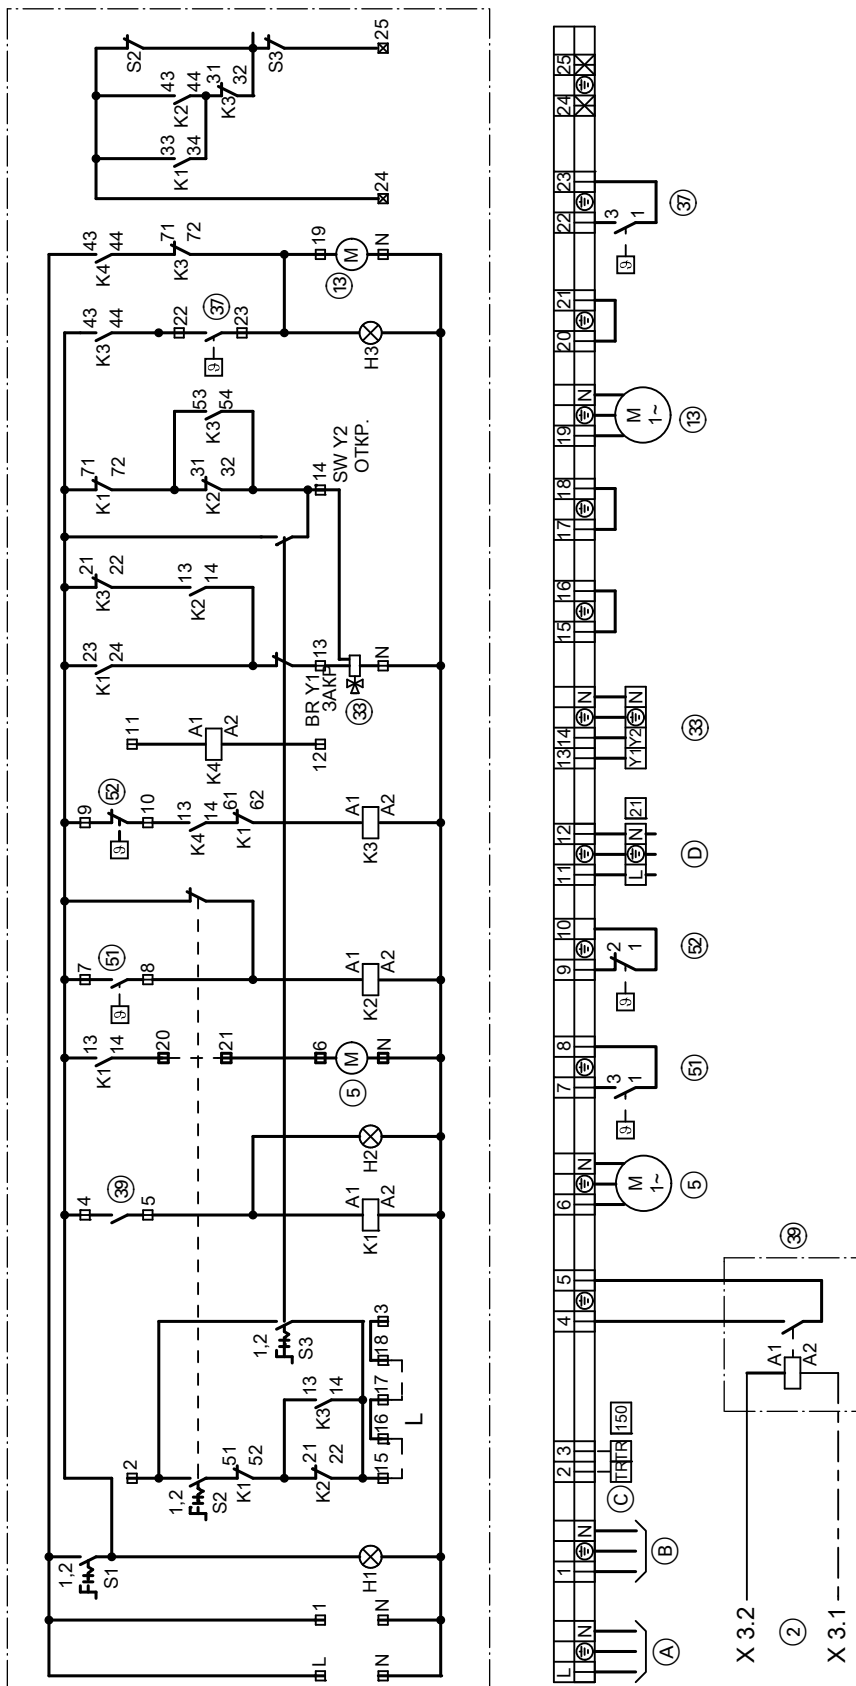 L
N
1
N
1,2
S1
H1
2
1,2
S2
51
52
K1
21
22
K2
13
14
K3
15
16
17
18
3
L
1,2
S3
4
39
5
A1
A2
K1
H2
13
14
K1
20
21
6
M
N
5
7
51
8
ϑ
A1
A2
K2
9
52
10
ϑ
13
14
K4
61
62
K1
A1
A2
K3
11
A1
A2
K4
12
23
24
K1
BR Y1
ЗАКР.
13
N
33
21
22
K3
13
14
K2
71
72
K1
31
32
K2
53
54
K3
14
SW Y2
ОТКР.
43
44
K3
22
37
23
ϑ
H3
43
44
K4
71
72
K3
19
M
N
13
24
33
34
K1
43
44
K2
31
32
K3
S2
S3
25
L
N
A
1
N
B
2
3
TR
TR
150
C
4
5
39
A1
A2
X 3.2
2
X 3.1
6
N
M
1~
5
7
8
3
1
ϑ
51
9
10
2
1
ϑ
52
11
12
L
N
21
D
13
14
N
Y1
Y2
N
33
15
16
17
18
19
N
M
1~
13
20
21
22
23
3
1
ϑ
37
24
25